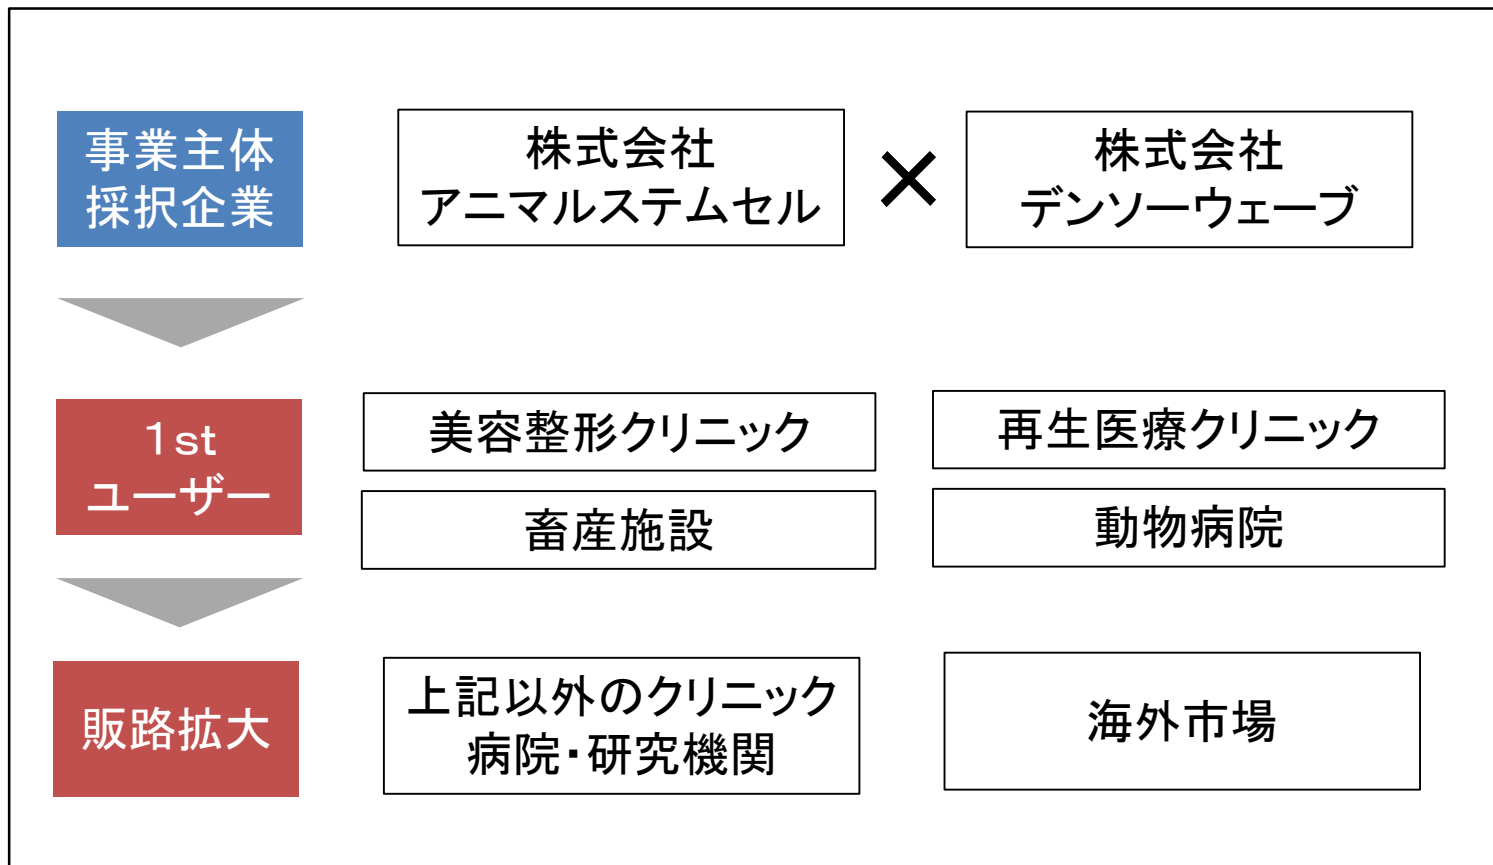 事業主体
採択企業
株式会社
アニマルステムセル
×
株式会社
デンソーウェーブ
1st
ユーザー
美容整形クリニック
再生医療クリニック
畜産施設
動物病院
販路拡大
上記以外のクリニック
病院・研究機関
海外市場